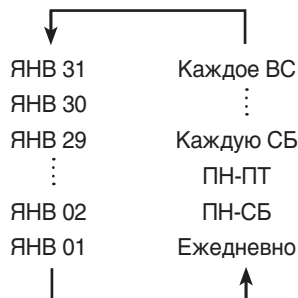 ЯНВ 31 Каждое ВС
ЯНВ 30
ЯНВ 29 Каждую СБ
ПН-ПТ
ЯНВ 02 ПН-СБ
ЯНВ 01 Ежедневно